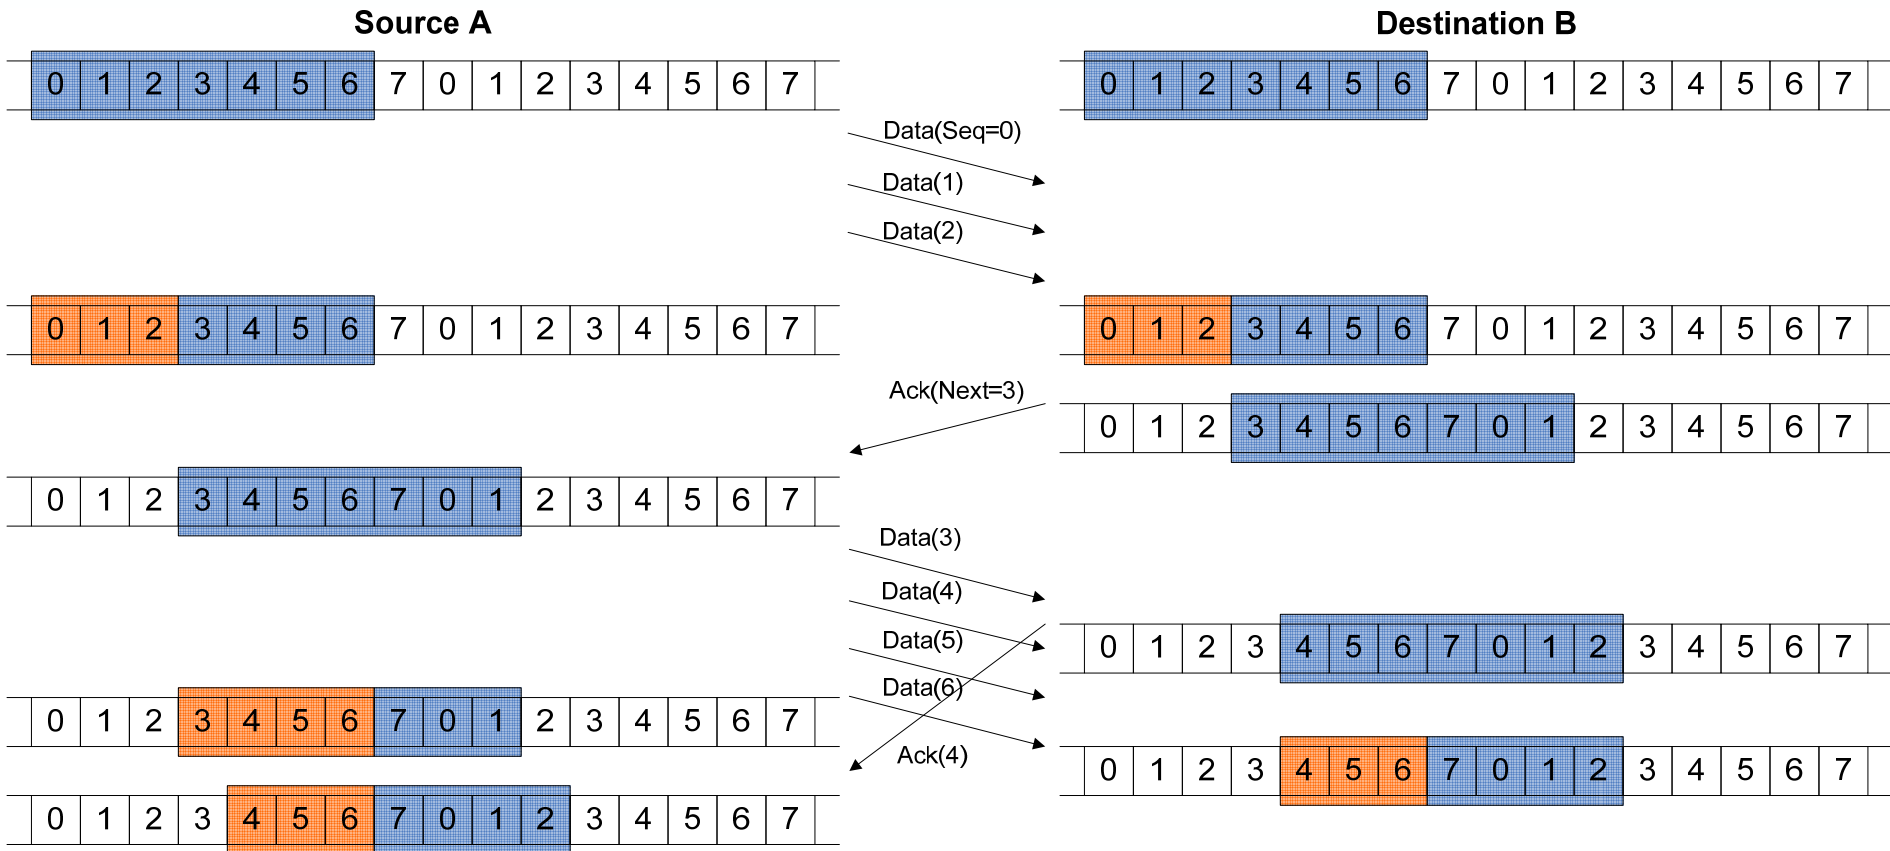 Source A
Destination B
0 1 2 3 4 5 6 7 0 1 2 3 4 5 6 7
0 1 2 3 4 5 6 7 0 1 2 3 4 5 6 7
Data(Seq=0)
Data(1)
Data(2)
0 1 2 3 4 5 6 7 0 1 2 3 4 5 6 7
0 1 2 3 4 5 6 7 0 1 2 3 4 5 6 7
Ack(Next=3)
0 1 2 3 4 5 6 7 0 1 2 3 4 5 6 7
0 1 2 3 4 5 6 7 0 1 2 3 4 5 6 7
Data(3)
Data(4)
Data(5)
0 1 2 3 4 5 6 7 0 1 2 3 4 5 6 7
Data(6)
0 1 2 3 4 5 6 7 0 1 2 3 4 5 6 7
Ack(4)
0 1 2 3 4 5 6 7 0 1 2 3 4 5 6 7
0 1 2 3 4 5 6 7 0 1 2 3 4 5 6 7